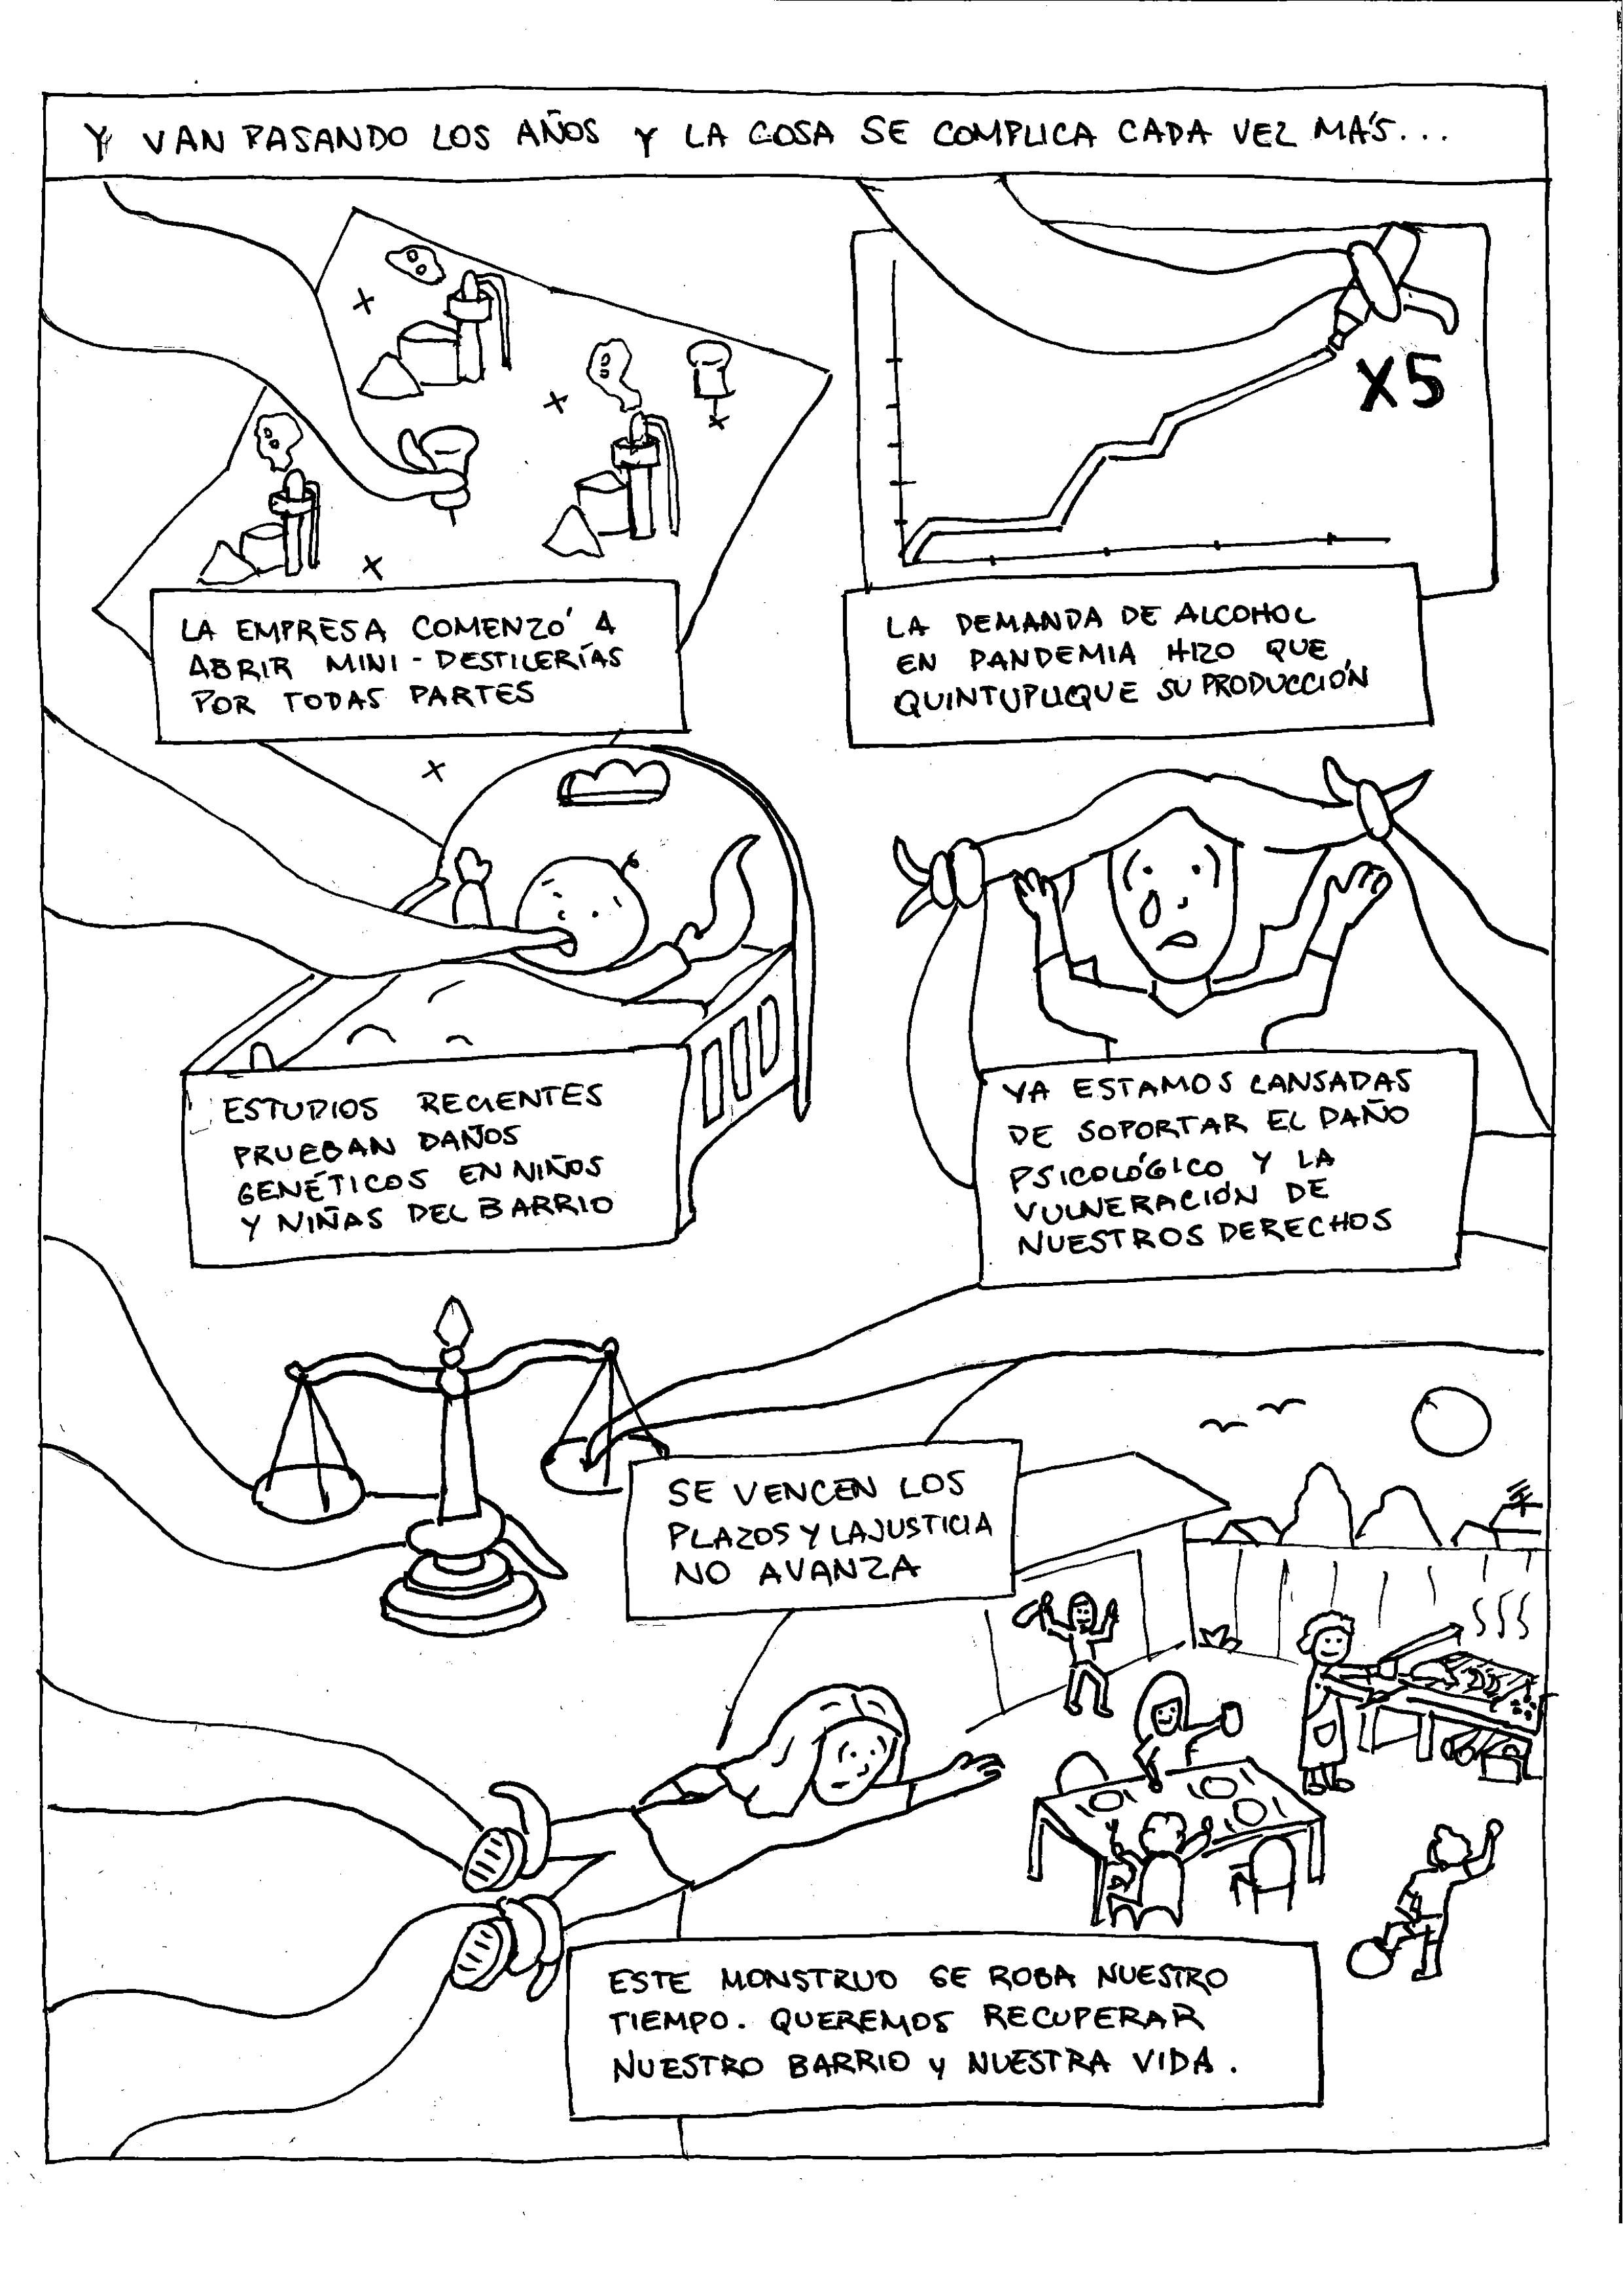 Y VAN PASANDO LOS AÑOS Y LA COSA SE COMPLICA CADA VEZ MÁS...
X5
LA EMPRESA COMENZÓ A
ABRIR MINI-DESTILERÍAS
POR TODAS PARTES
LA DEMANDA DE ALCOHOL
EN PANDEMIA HIZO QUE
QUINTUPLIQUE SU PRODUCCIÓN
ESTUDIOS RECIENTES
PRUEBAN DAÑOS
GENÉTICOS EN NIÑOS
Y NIÑAS DEL BARRIO
YA ESTAMOS CANSADAS
DE SOPORTAR EL DAÑO
PSICOLÓGICO Y LA
VULNERACIÓN DE
NUESTROS DERECHOS
SE VENCEN LOS
PLAZOS Y LA JUSTICIA
NO AVANZA
ESTE MONSTRUO SE ROBA NUESTRO
TIEMPO. QUEREMOS RECUPERAR
NUESTRO BARRIO Y NUESTRA VIDA.